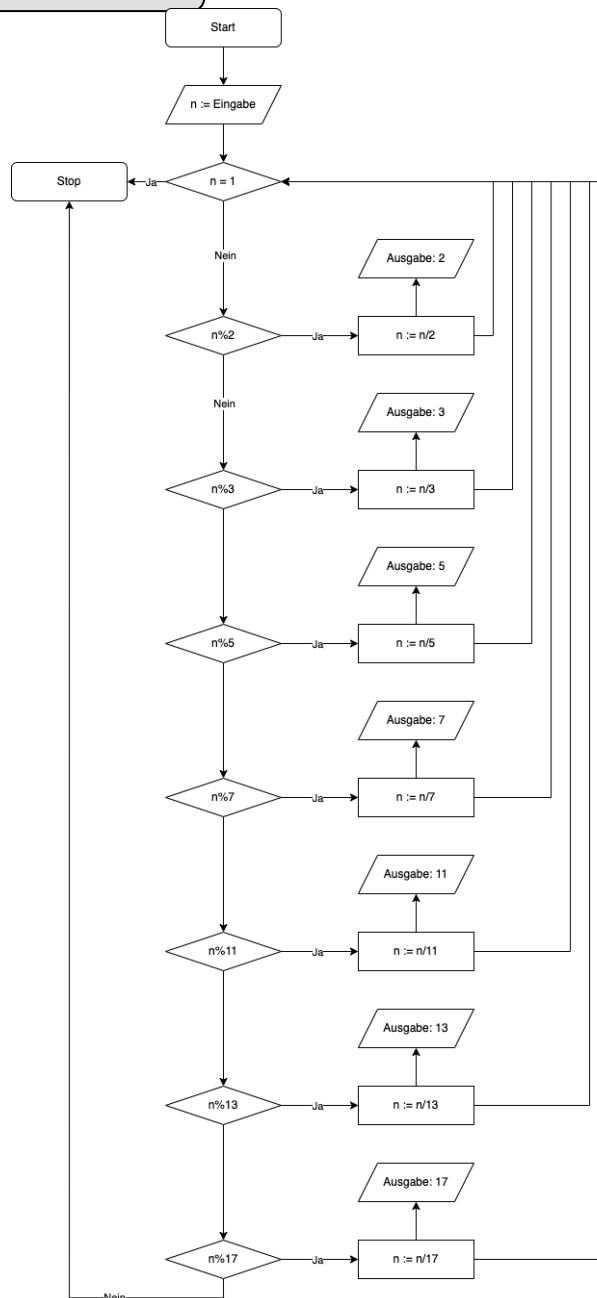 Start
n := Eingabe
Stop
Ja
n = 1
Nein
Ausgabe: 2
n%2
Ja
n := n/2
Nein
Ausgabe: 3
n%3
Ja
n := n/3
Ausgabe: 5
n%5
Ja
n := n/5
Ausgabe: 7
n%7
Ja
n := n/7
Ausgabe: 11
n%11
Ja
n := n/11
Ausgabe: 13
n%13
Ja
n := n/13
Ausgabe: 17
n%17
Ja
n := n/17
Nein